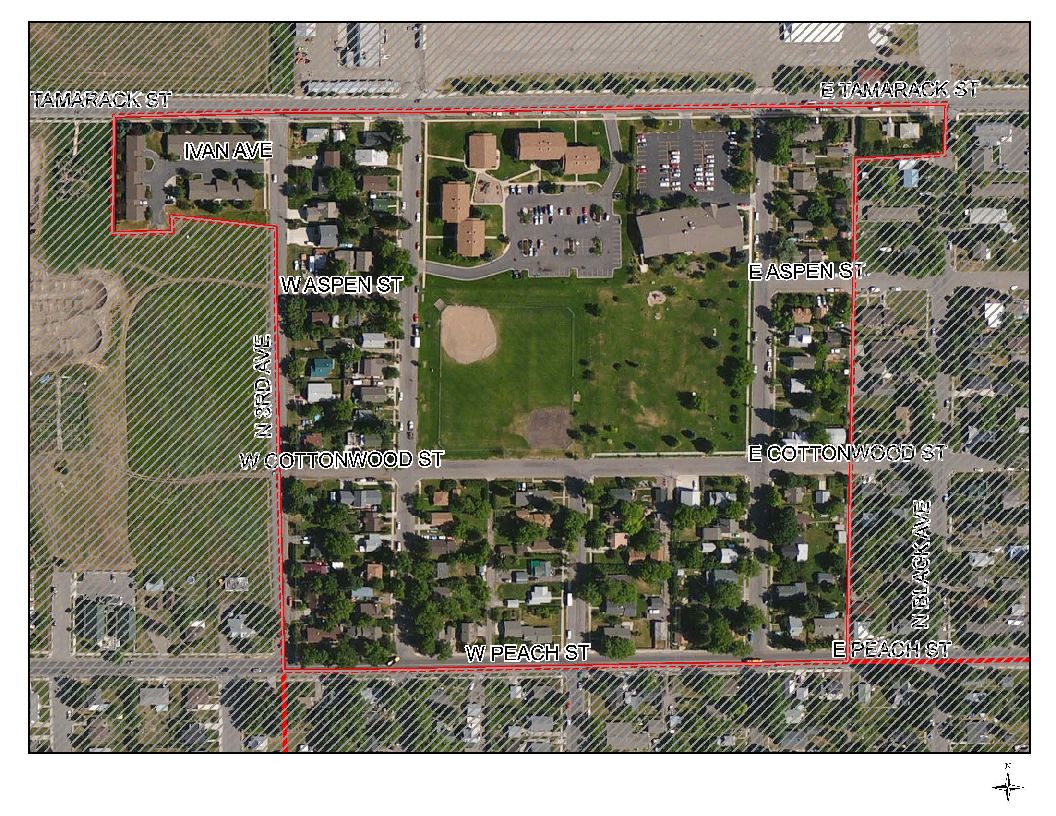 TAMARACK ST
E TAMARACK ST
IVAN AVE
W ASPEN ST
E ASPEN ST
N 3RD AVE
W COTTONWOOD ST
E COTTONWOOD ST
N BLACK AVE
W PEACH ST
E PEACH ST
N